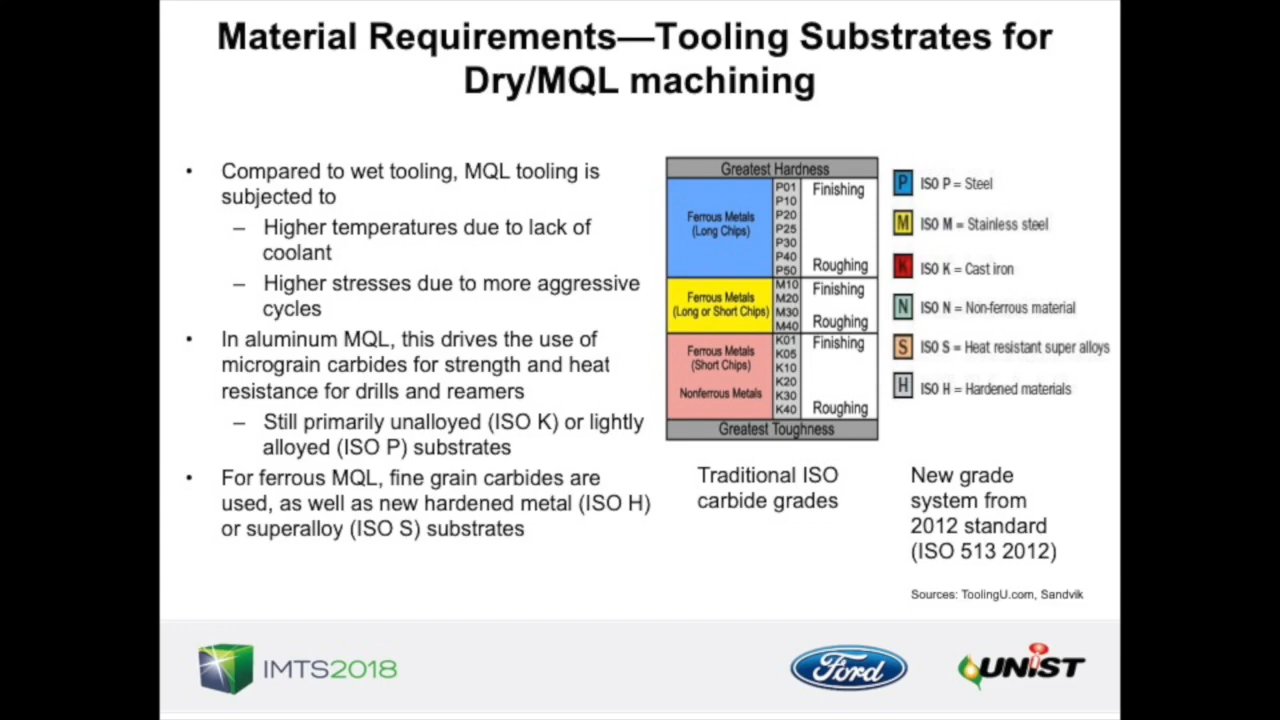 Material Requirements—Tooling Substrates for
Dry/MQL machining
• Compared to wet tooling, MQL tooling is
subjected to
– Higher temperatures due to lack of
coolant
– Higher stresses due to more aggressive
cycles
• In aluminum MQL, this drives the use of
micrograin carbides for strength and heat
resistance for drills and reamers
– Still primarily unalloyed (ISO K) or lightly
alloyed (ISO P) substrates
• For ferrous MQL, fine grain carbides are
used, as well as new hardened metal (ISO H)
or superalloy (ISO S) substrates
Greatest Hardness
Ferrous Metals
(Long Chips)
P01
P10
P20
P25
P30
P40
P50
Finishing
Roughing
Ferrous Metals
(Long or Short Chips)
M10
M20
M30
M40
Finishing
Roughing
Ferrous Metals
(Short Chips)
Nonferrous Metals
K01
K05
K10
K20
K30
K40
Finishing
Roughing
Greatest Toughness
Traditional ISO
carbide grades
P ISO P = Steel
M ISO M = Stainless steel
K ISO K = Cast iron
N ISO N = Non-ferrous material
S ISO S = Heat resistant super alloys
H ISO H = Hardened materials
New grade
system from
2012 standard
(ISO 513 2012)
Sources: ToolingU.com, Sandvik
IMTS2018
Ford
UNIST